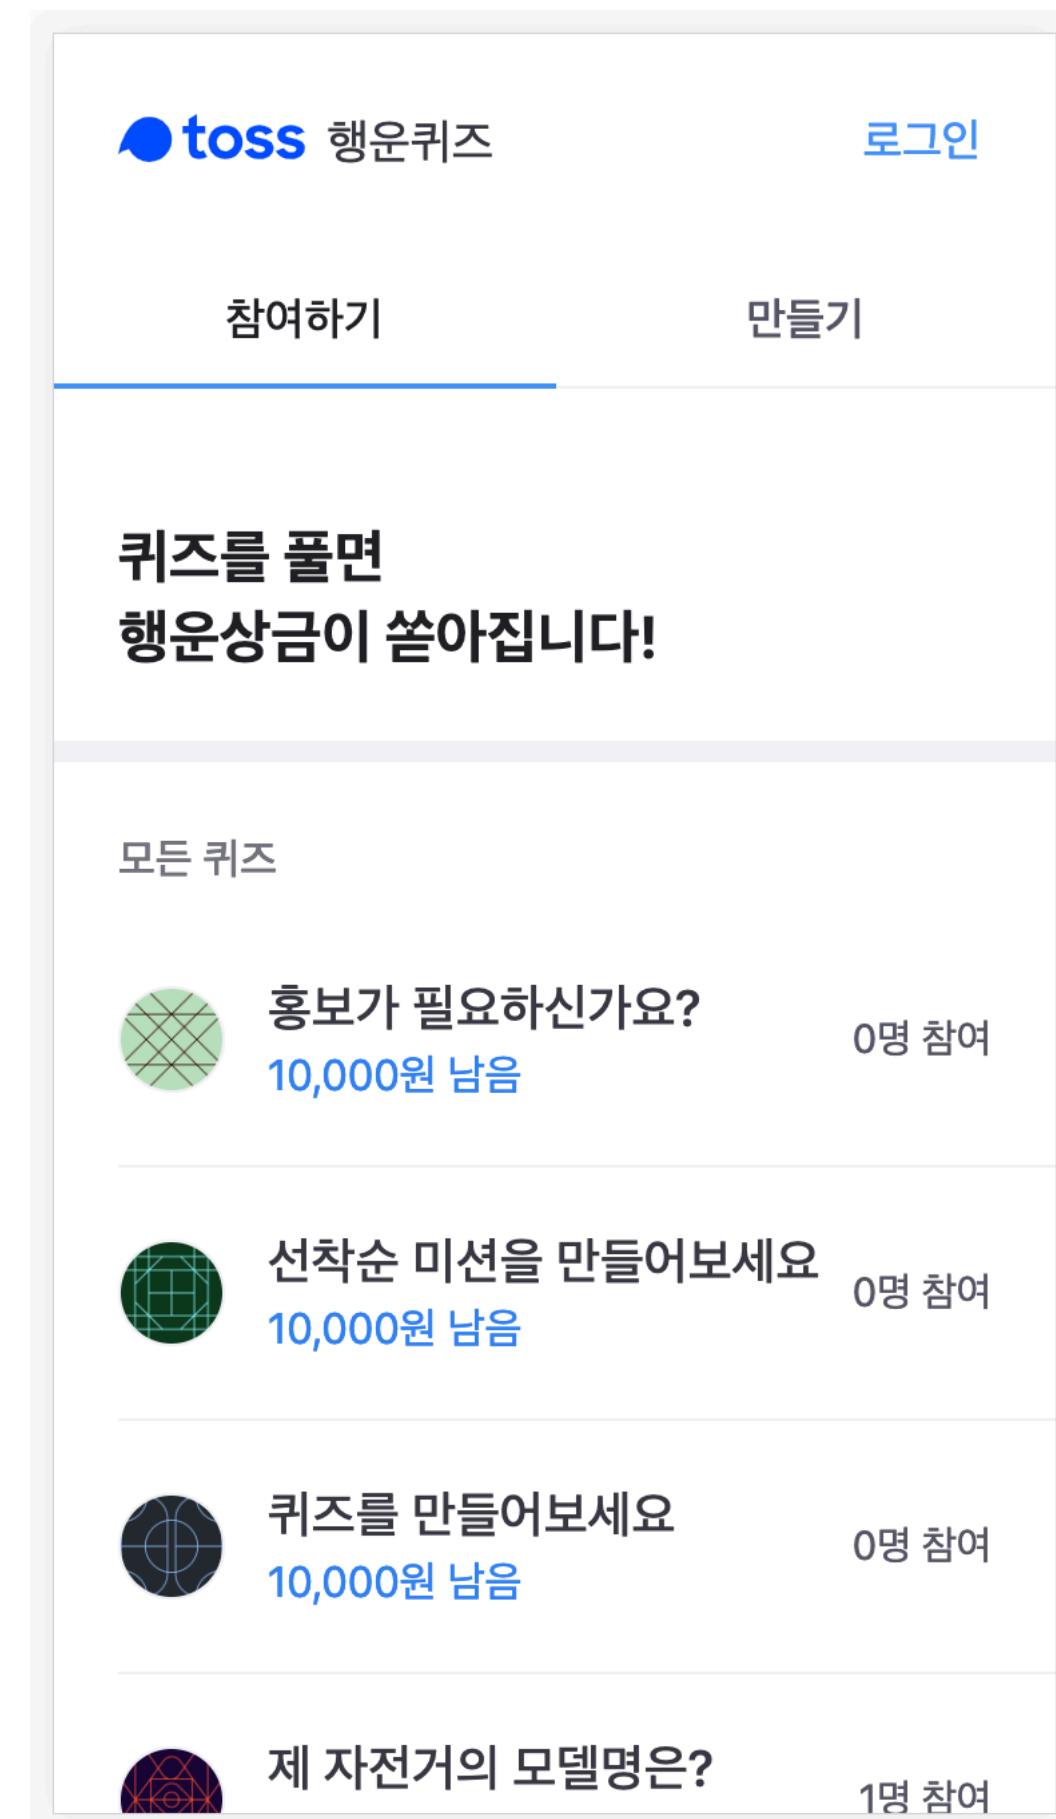 toss 행운퀴즈
로그인
참여하기
만들기
퀴즈를 풀면
행운상금이 쏟아집니다!
모든 퀴즈
홍보가 필요하신가요?
10,000원 남음
0명 참여
선착순 미션을 만들어보세요
10,000원 남음
0명 참여
퀴즈를 만들어보세요
10,000원 남음
0명 참여
제 자전거의 모델명은?
1명 참여